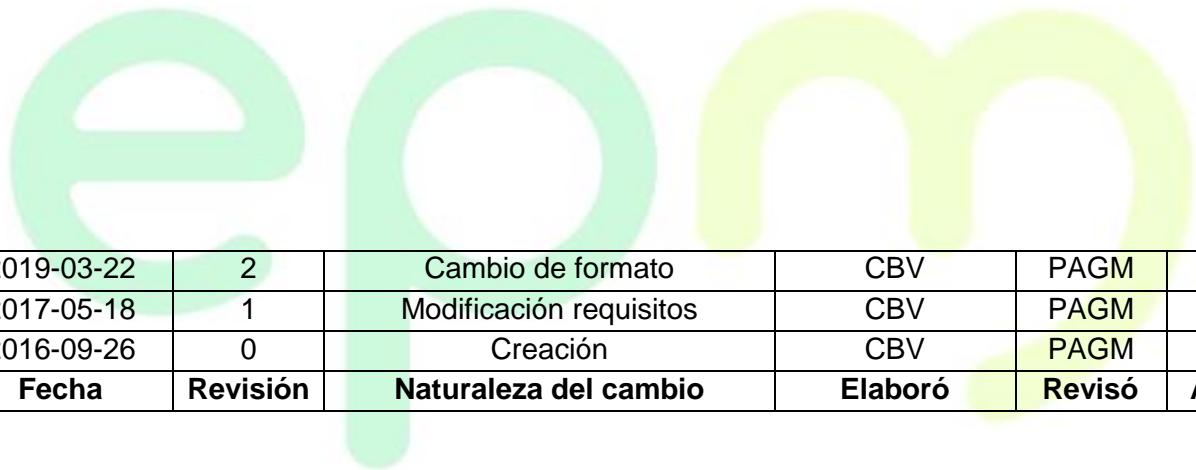 epm
019-03-22 2 Cambio de formato CBV PAGM
017-05-18 1 Modificación requisitos CBV PAGM
016-09-26 0 Creación CBV PAGM
Fecha Revisión Naturaleza del cambio Elaboró Revisó